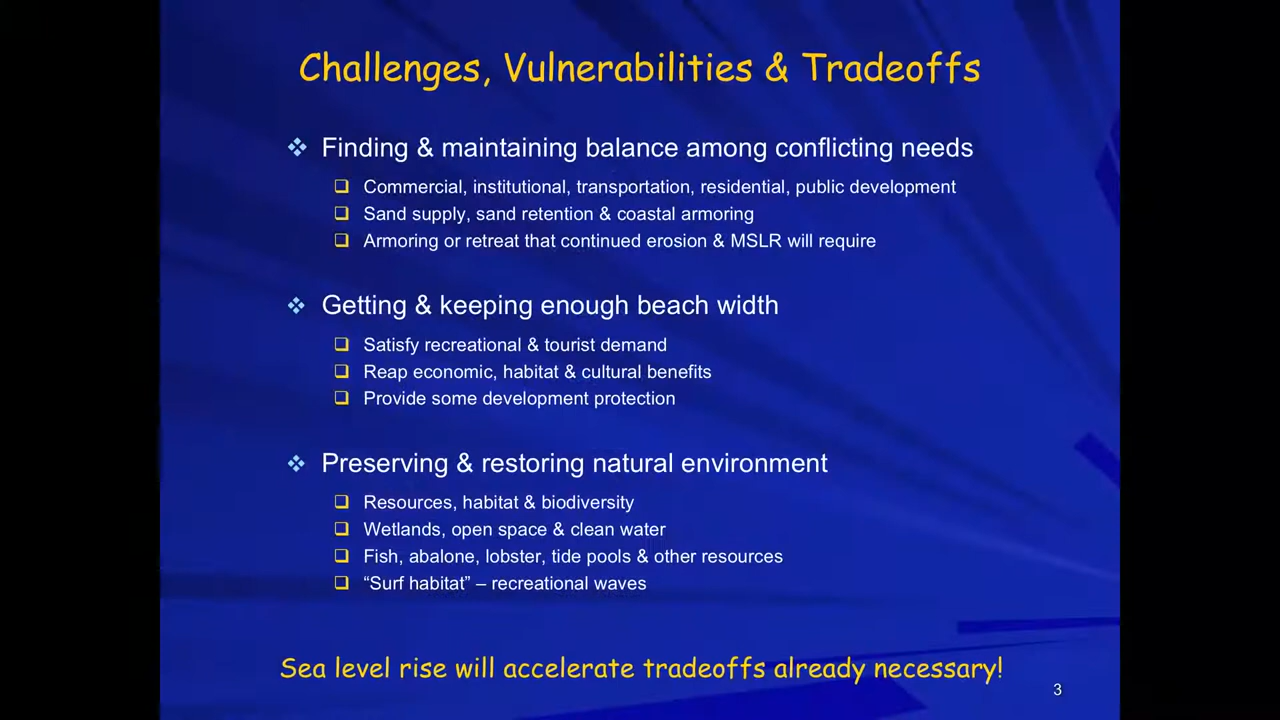 Challenges, Vulnerabilities & Tradeoffs
❖ Finding & maintaining balance among conflicting needs
❑ Commercial, institutional, transportation, residential, public development
❑ Sand supply, sand retention & coastal armoring
❑ Armoring or retreat that continued erosion & MSLR will require
❖ Getting & keeping enough beach width
❑ Satisfy recreational & tourist demand
❑ Reap economic, habitat & cultural benefits
❑ Provide some development protection
❖ Preserving & restoring natural environment
❑ Resources, habitat & biodiversity
❑ Wetlands, open space & clean water
❑ Fish, abalone, lobster, tide pools & other resources
❑ “Surf habitat” – recreational waves
Sea level rise will accelerate tradeoffs already necessary!
3